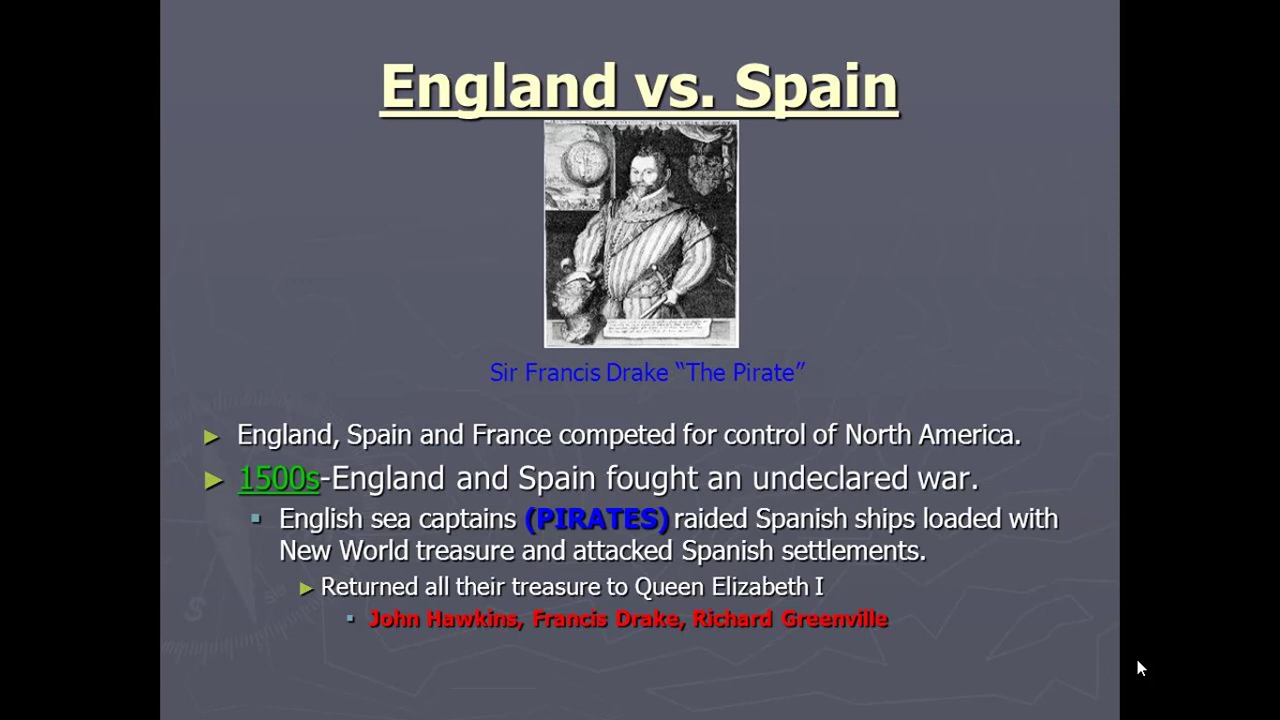 England vs. Spain
Sir Francis Drake “The Pirate”
► England, Spain and France competed for control of North America.
► 1500s-England and Spain fought an undeclared war.
▪ English sea captains (PIRATES) raided Spanish ships loaded with
New World treasure and attacked Spanish settlements.
► Returned all their treasure to Queen Elizabeth I
▪ John Hawkins, Francis Drake, Richard Greenville